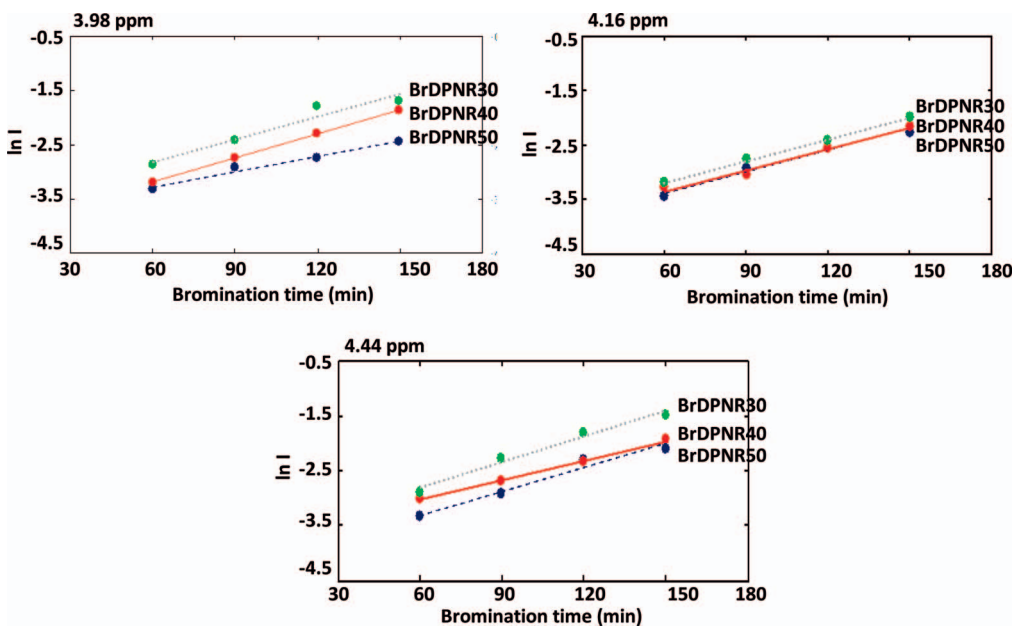 3.98 ppm
-0.5
-1.5
-2.5
-3.5
-4.5
ln I
BrDPNR30
BrDPNR40
BrDPNR50
30 60 90 120 150 180
Bromination time (min)
4.16 ppm
-0.5
-1.5
-2.5
-3.5
-4.5
ln I
BrDPNR30
BrDPNR40
BrDPNR50
30 60 90 120 150 180
Bromination time (min)
4.44 ppm
-0.5
-1.5
-2.5
-3.5
-4.5
ln I
BrDPNR30
BrDPNR40
BrDPNR50
30 60 90 120 150 180
Bromination time (min)